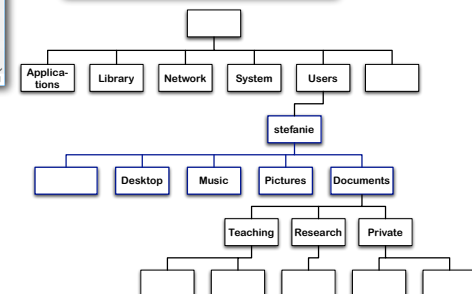 Applica-
tions
Library
Network
System
Users
stefanie
Desktop
Music
Pictures
Documents
Teaching
Research
Private